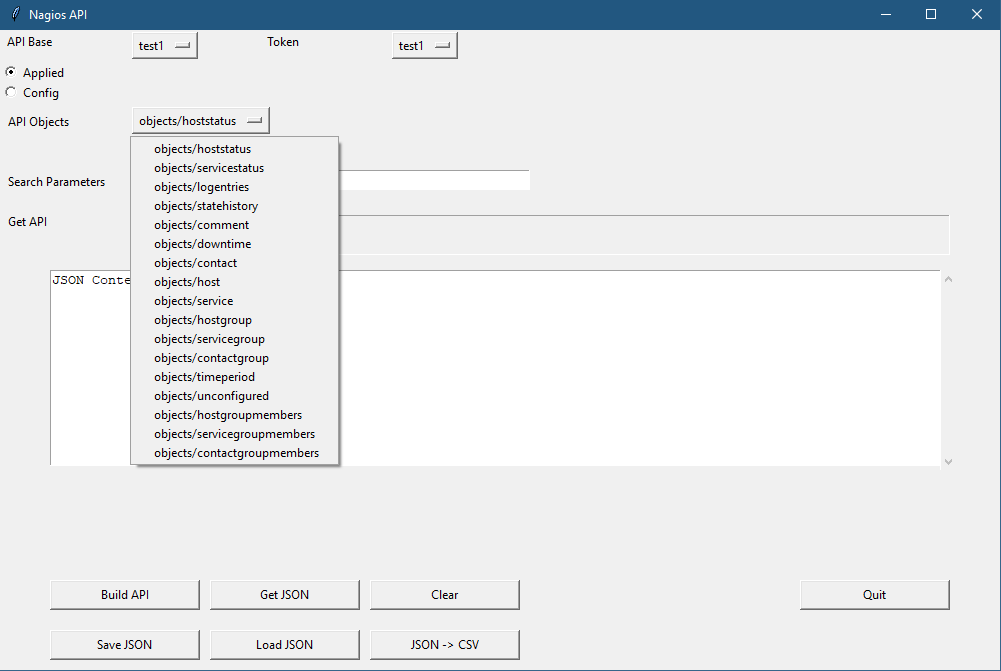 Nagios API
API Base test1 Token test1
Applied
Config
API Objects objects/hoststatus
objects/hoststatus
objects/servicestatus
objects/logentries
Search Parameters
objects/statehistory
Get API
objects/comment
objects/downtime
objects/contact
JSON Conte
objects/host
objects/service
objects/hostgroup
objects/servicegroup
objects/contactgroup
objects/timeperiod
objects/unconfigured
objects/hostgroupmembers
objects/servicegroupmembers
objects/contactgroupmembers
Build API Get JSON Clear Quit
Save JSON Load JSON JSON -> CSV